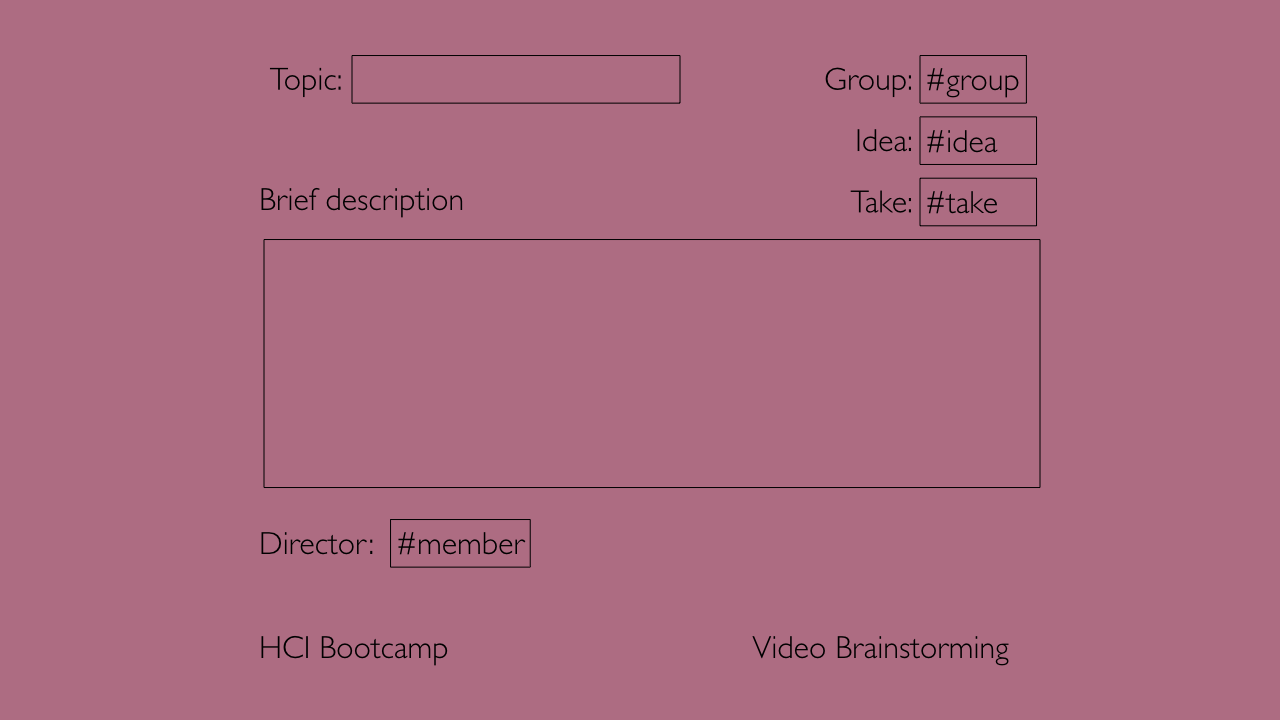 Topic:
Group: #group
Idea: #idea
Take: #take
Brief description
Director: #member
HCI Bootcamp
Video Brainstorming